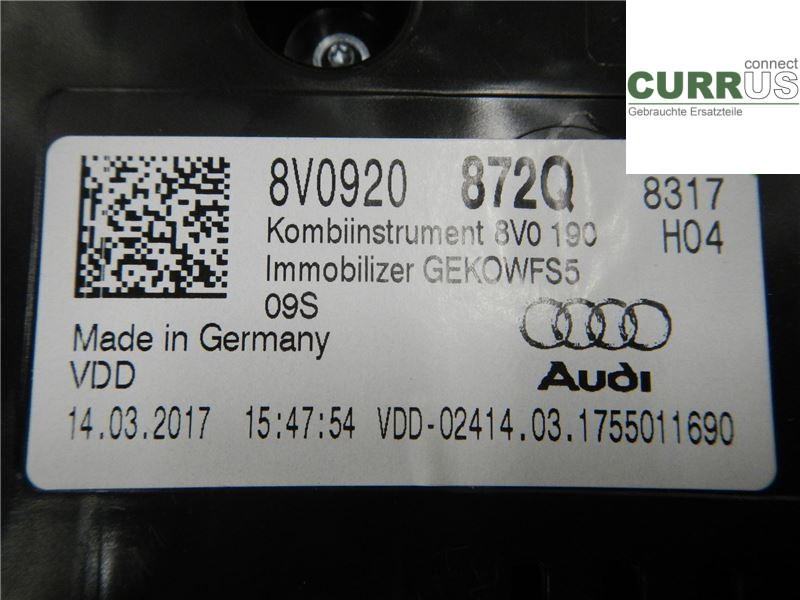 connect
CURRUS
Gebrauchte Ersatzteile
8V0920 872Q 8317
Kombiinstrument 8V0 190 H04
Immobilizer GEKOWFS5
09S
Made in Germany
VDD
Audi
14.03.2017 15:47:54 VDD-02414.03.1755011690